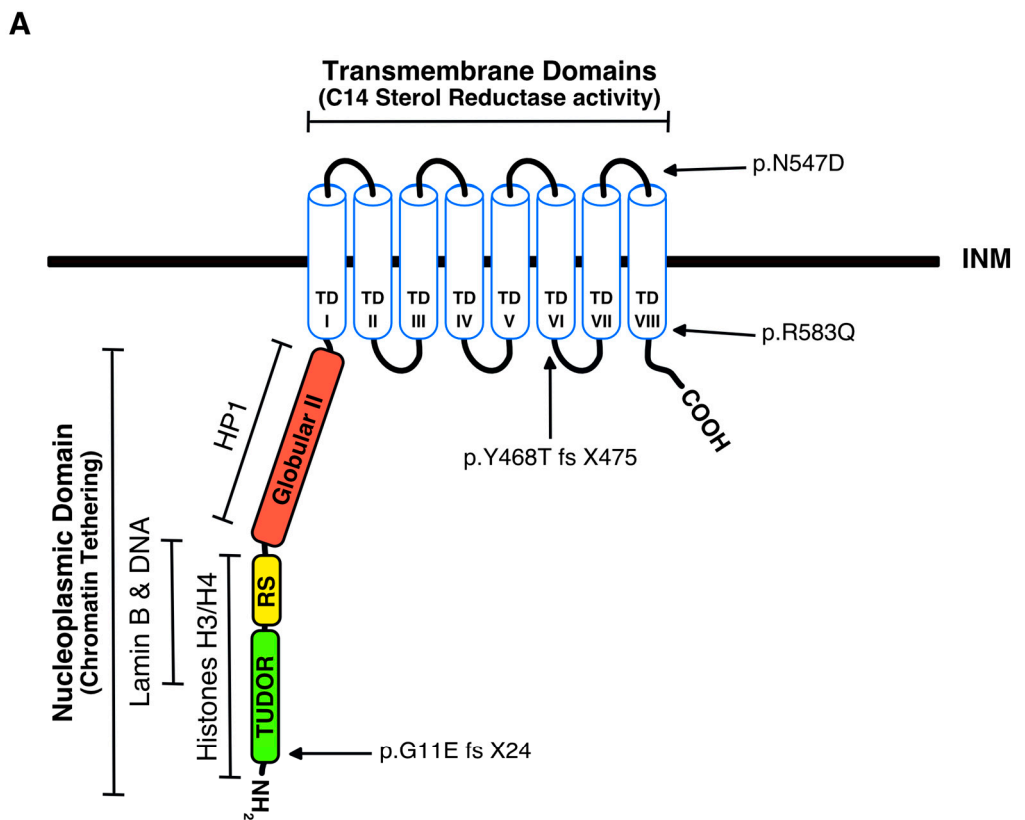 A
Transmembrane Domains
(C14 Sterol Reductase activity)
p.N547D
INM
TD I
TD II
TD III
TD IV
TD V
TD VI
TD VII
TD VIII
p.R583Q
COOH
p.Y468T fs X475
HP1
Globular II
Nucleoplasmic Domain
(Chromatin Tethering)
Lamin B & DNA
Histones H3/H4
RS
TUDOR
p.G11E fs X24
NH2